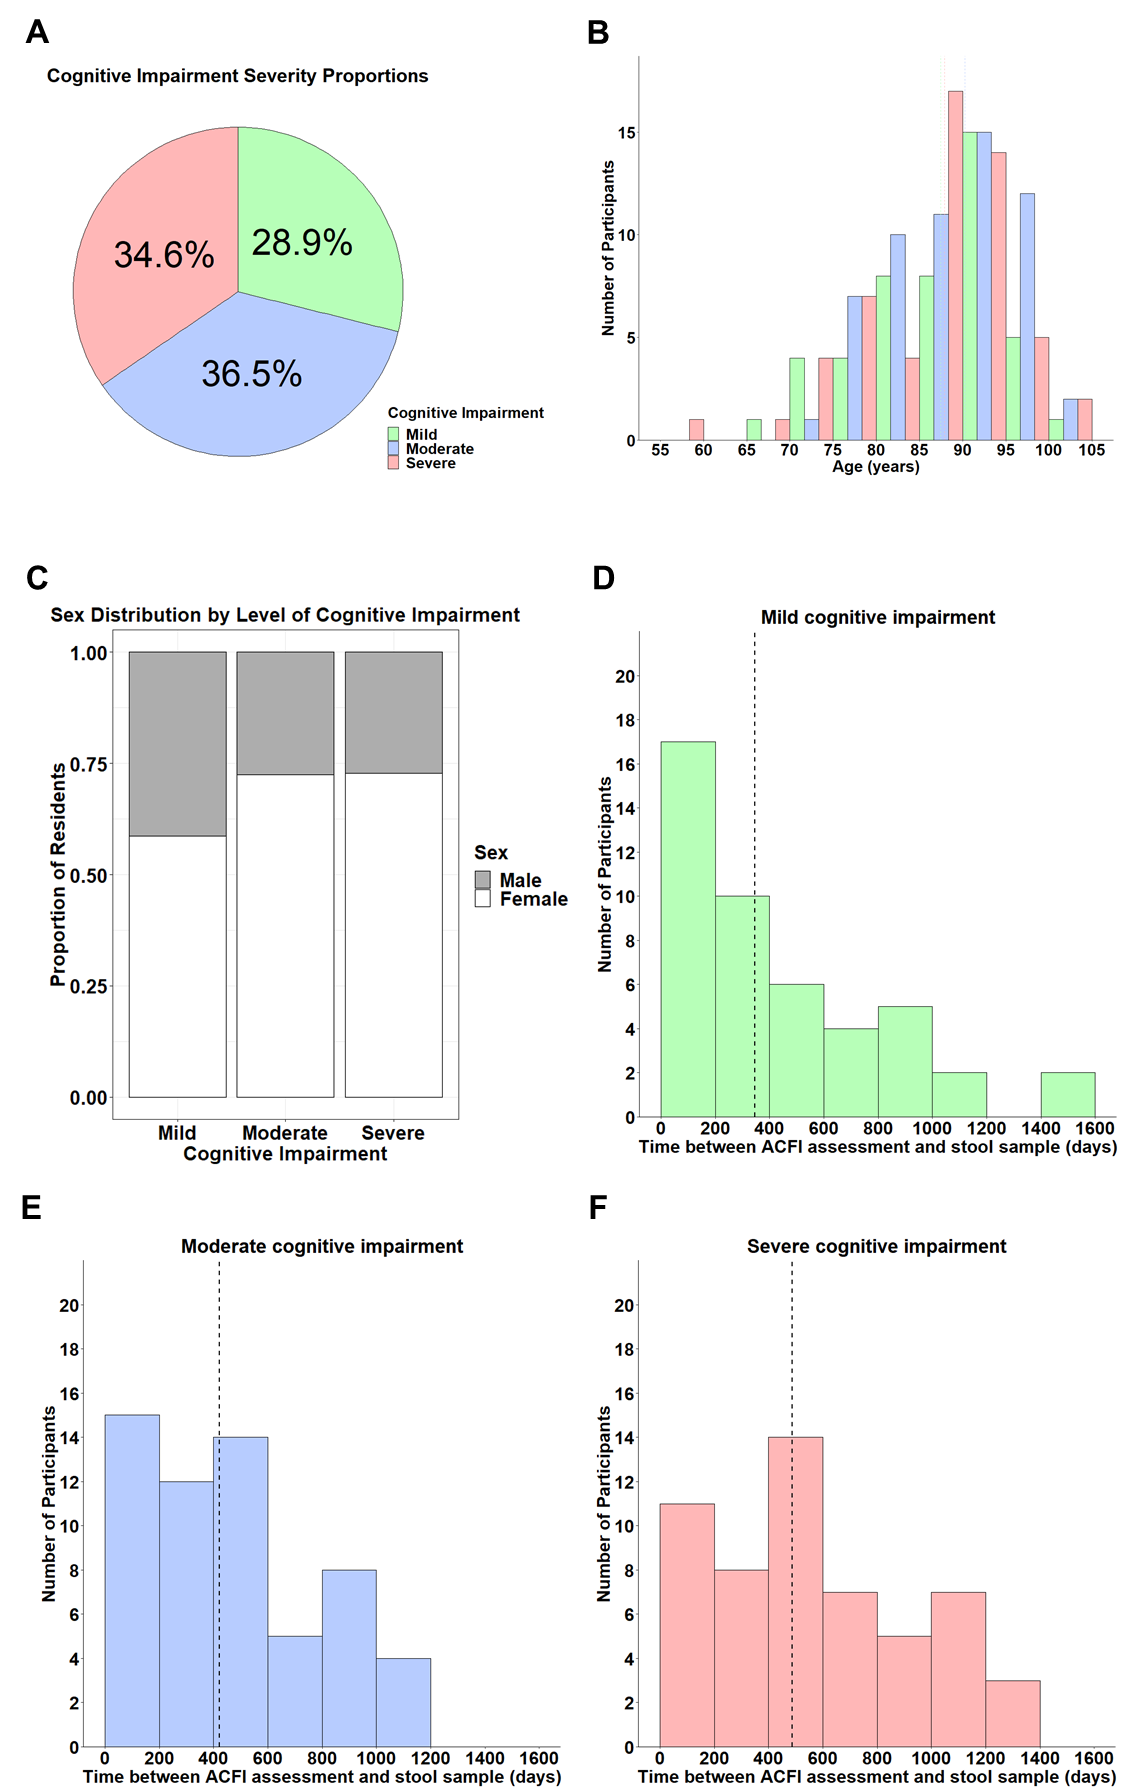 A
Cognitive Impairment Severity Proportions
34.6%
28.9%
36.5%
Cognitive Impairment
Mild
Moderate
Severe
B
Number of Participants
15
10
5
0
55 60 65 70 75 80 85 90 95 100 105
Age (years)
C
Sex Distribution by Level of Cognitive Impairment
Proportion of Residents
1.00
0.75
0.50
0.25
0.00
Mild Moderate Severe
Cognitive Impairment
Sex
Male
Female
D
Mild cognitive impairment
Number of Participants
20
18
16
14
12
10
8
6
4
2
0
0 200 400 600 800 1000 1200 1400 1600
Time between ACFI assessment and stool sample (days)
E
Moderate cognitive impairment
Number of Participants
20
18
16
14
12
10
8
6
4
2
0
0 200 400 600 800 1000 1200 1400 1600
Time between ACFI assessment and stool sample (days)
F
Severe cognitive impairment
Number of Participants
20
18
16
14
12
10
8
6
4
2
0
0 200 400 600 800 1000 1200 1400 1600
Time between ACFI assessment and stool sample (days)